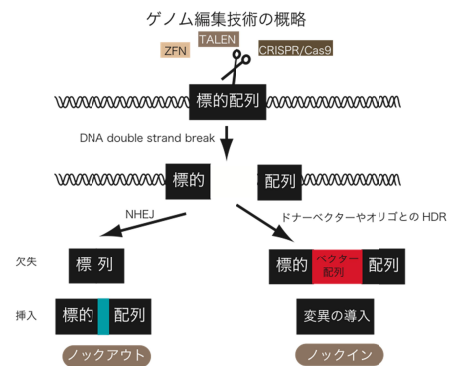 ゲノム編集技術の概略
ZFN
TALEN
CRISPR/Cas9
標的配列
DNA double strand break
標的
配列
NHEJ
ドナーベクターやオリゴとの HDR
欠失
標 列
標的
ベクター
配列
配列
挿入
標的
配列
変異の導入
ノックアウト
ノックイン